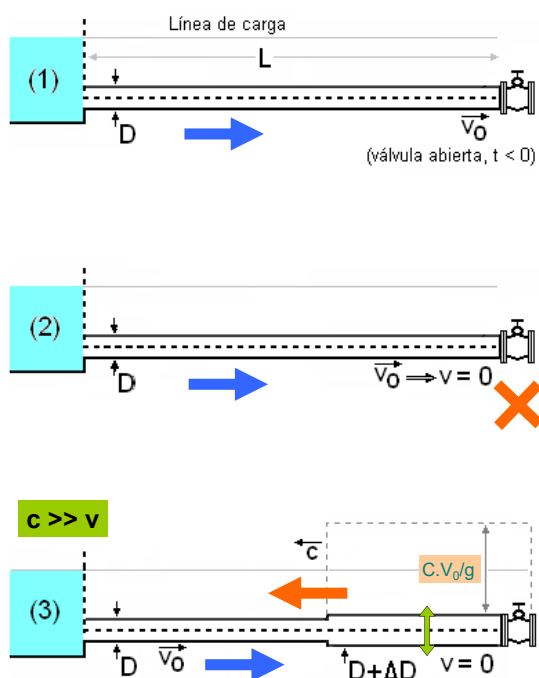 Línea de carga
L
(1)
D
v₀
(válvula abierta, t < 0)
(2)
D
v₀ ⇒ v = 0
c >> v
c
C.V₀/g
(3)
D
v₀
D+ΔD
v = 0